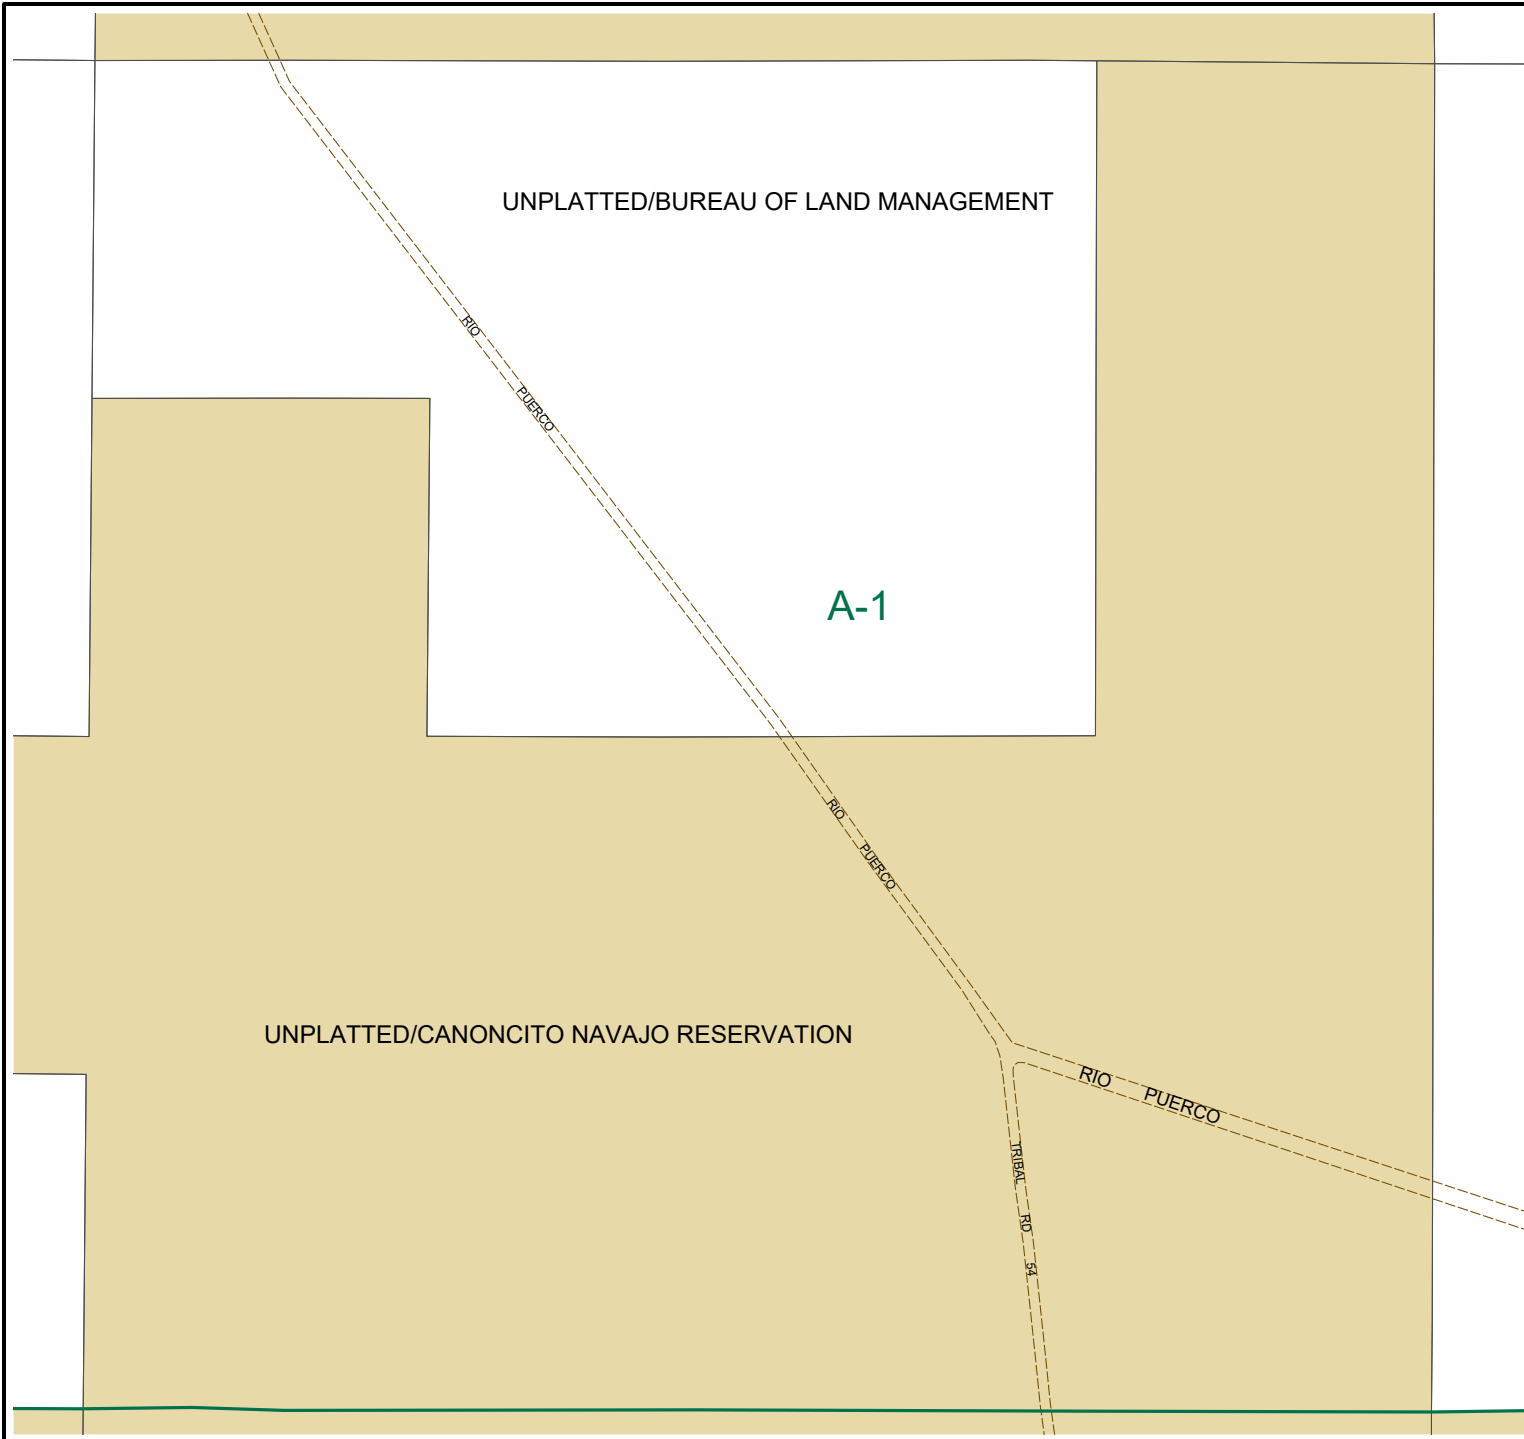 UNPLATTED/BUREAU OF LAND MANAGEMENT
RIO PUERCO
A-1
RIO PUERCO
UNPLATTED/CANONCITO NAVAJO RESERVATION
RIO PUERCO
TRIBAL RD 54